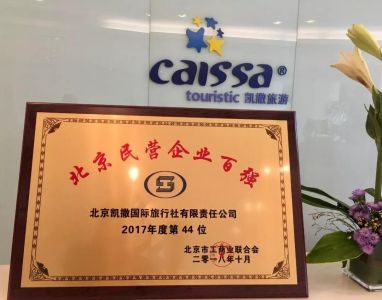 caissa®
touristic 凯撒旅游
北京民营企业百强
北京凯撒国际旅行社有限责任公司
2017年度第 44 位
北京市工商业联合会
二零一八年十月